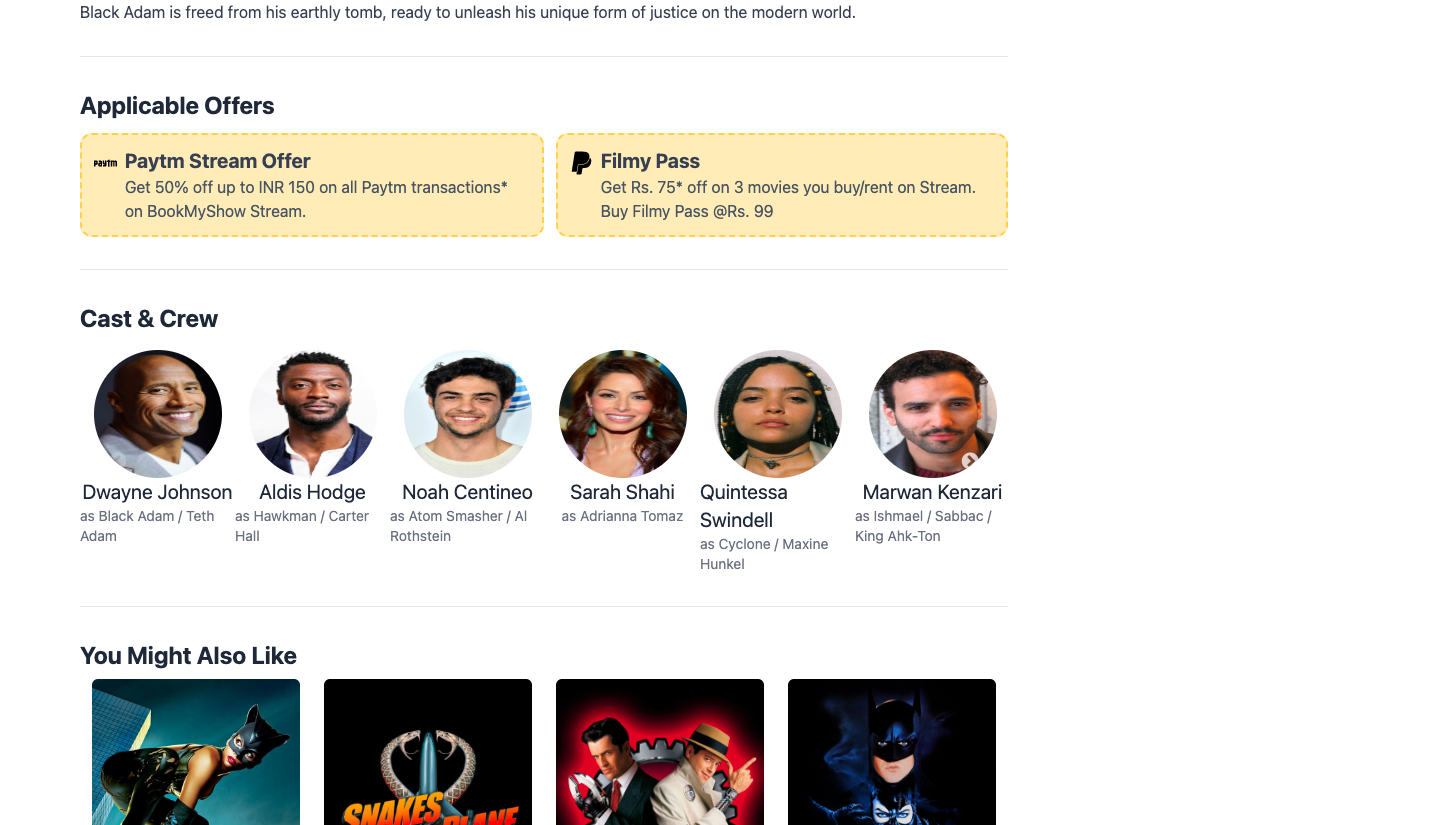 Black Adam is freed from his earthly tomb, ready to unleash his unique form of justice on the modern world.
Applicable Offers
paytm
Paytm Stream Offer
Get 50% off up to INR 150 on all Paytm transactions*
on BookMyShow Stream.
Filmy Pass
Get Rs. 75* off on 3 movies you buy/rent on Stream.
Buy Filmy Pass @Rs. 99
Cast & Crew
Dwayne Johnson
as Black Adam / Teth
Adam
Aldis Hodge
as Hawkman / Carter
Hall
Noah Centineo
as Atom Smasher / Al
Rothstein
Sarah Shahi
as Adrianna Tomaz
Quintessa
Swindell
as Cyclone / Maxine
Hunkel
Marwan Kenzari
as Ishmael / Sabbac /
King Ahk-Ton
You Might Also Like
SNAKES
PLANE